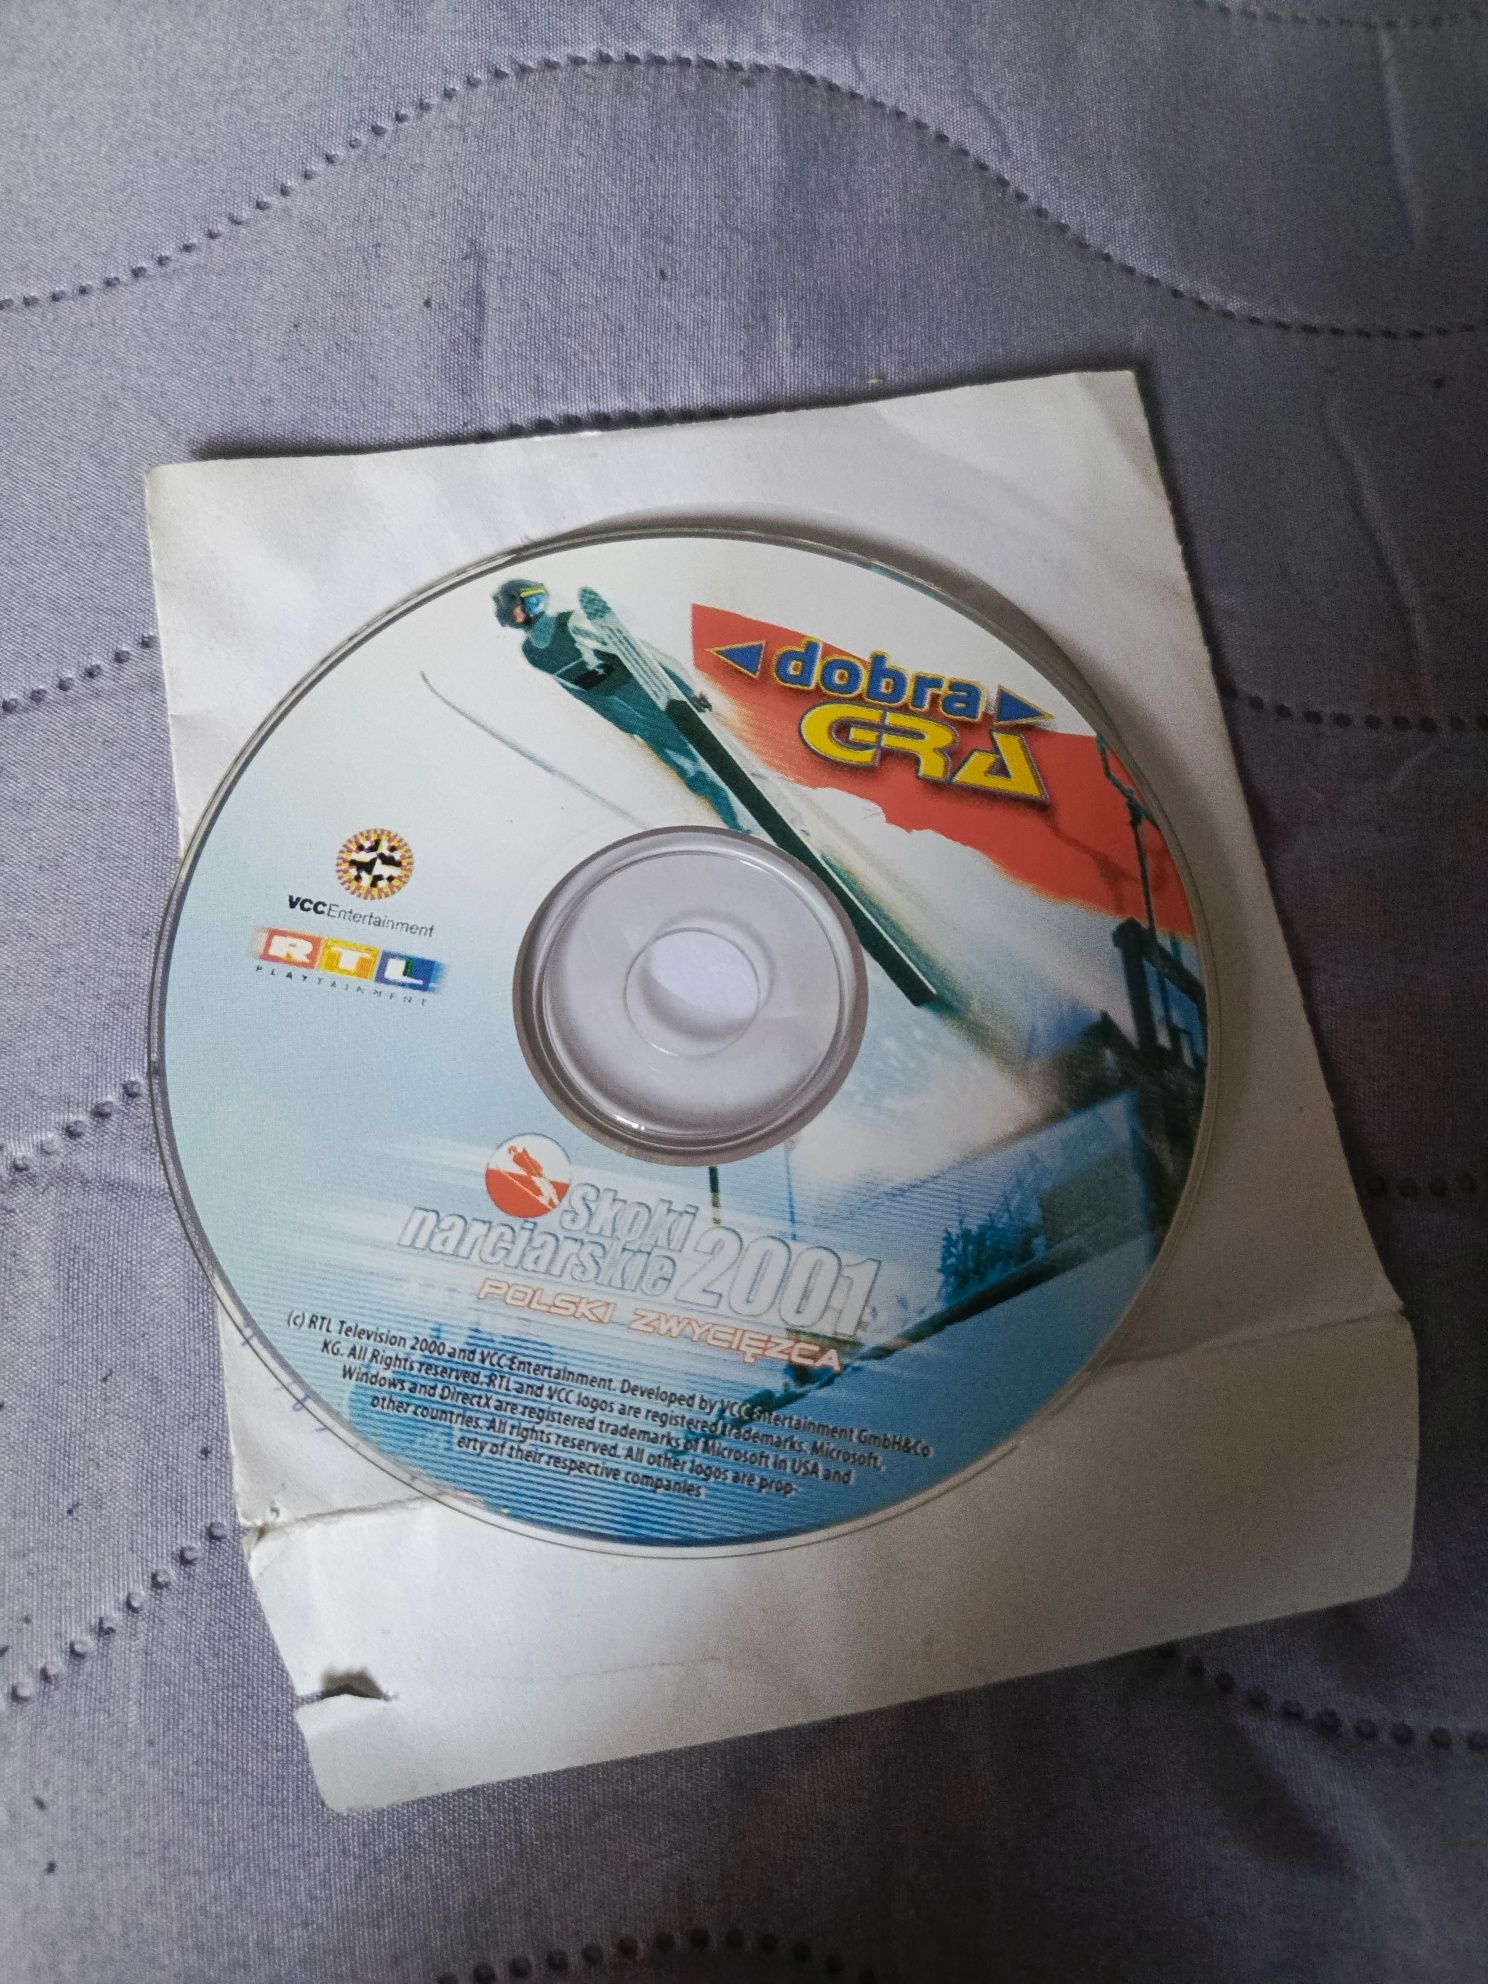 dobra
GRA
VCCEntertainment
RTL
PLAYTAINMENT
Skoki
narciarskie 2001
POLSKI ZWYCIĘZCA
(c) RTL Television 2000 and VCC Entertainment. Developed by VCC Entertainment GmbH&Co
KG. All Rights reserved. RTL and VCC logos are registered trademarks. Microsoft,
Windows and DirectX are registered trademarks of Microsoft in USA and
other countries. All rights reserved. All other logos are prop-
erty of their respective companies